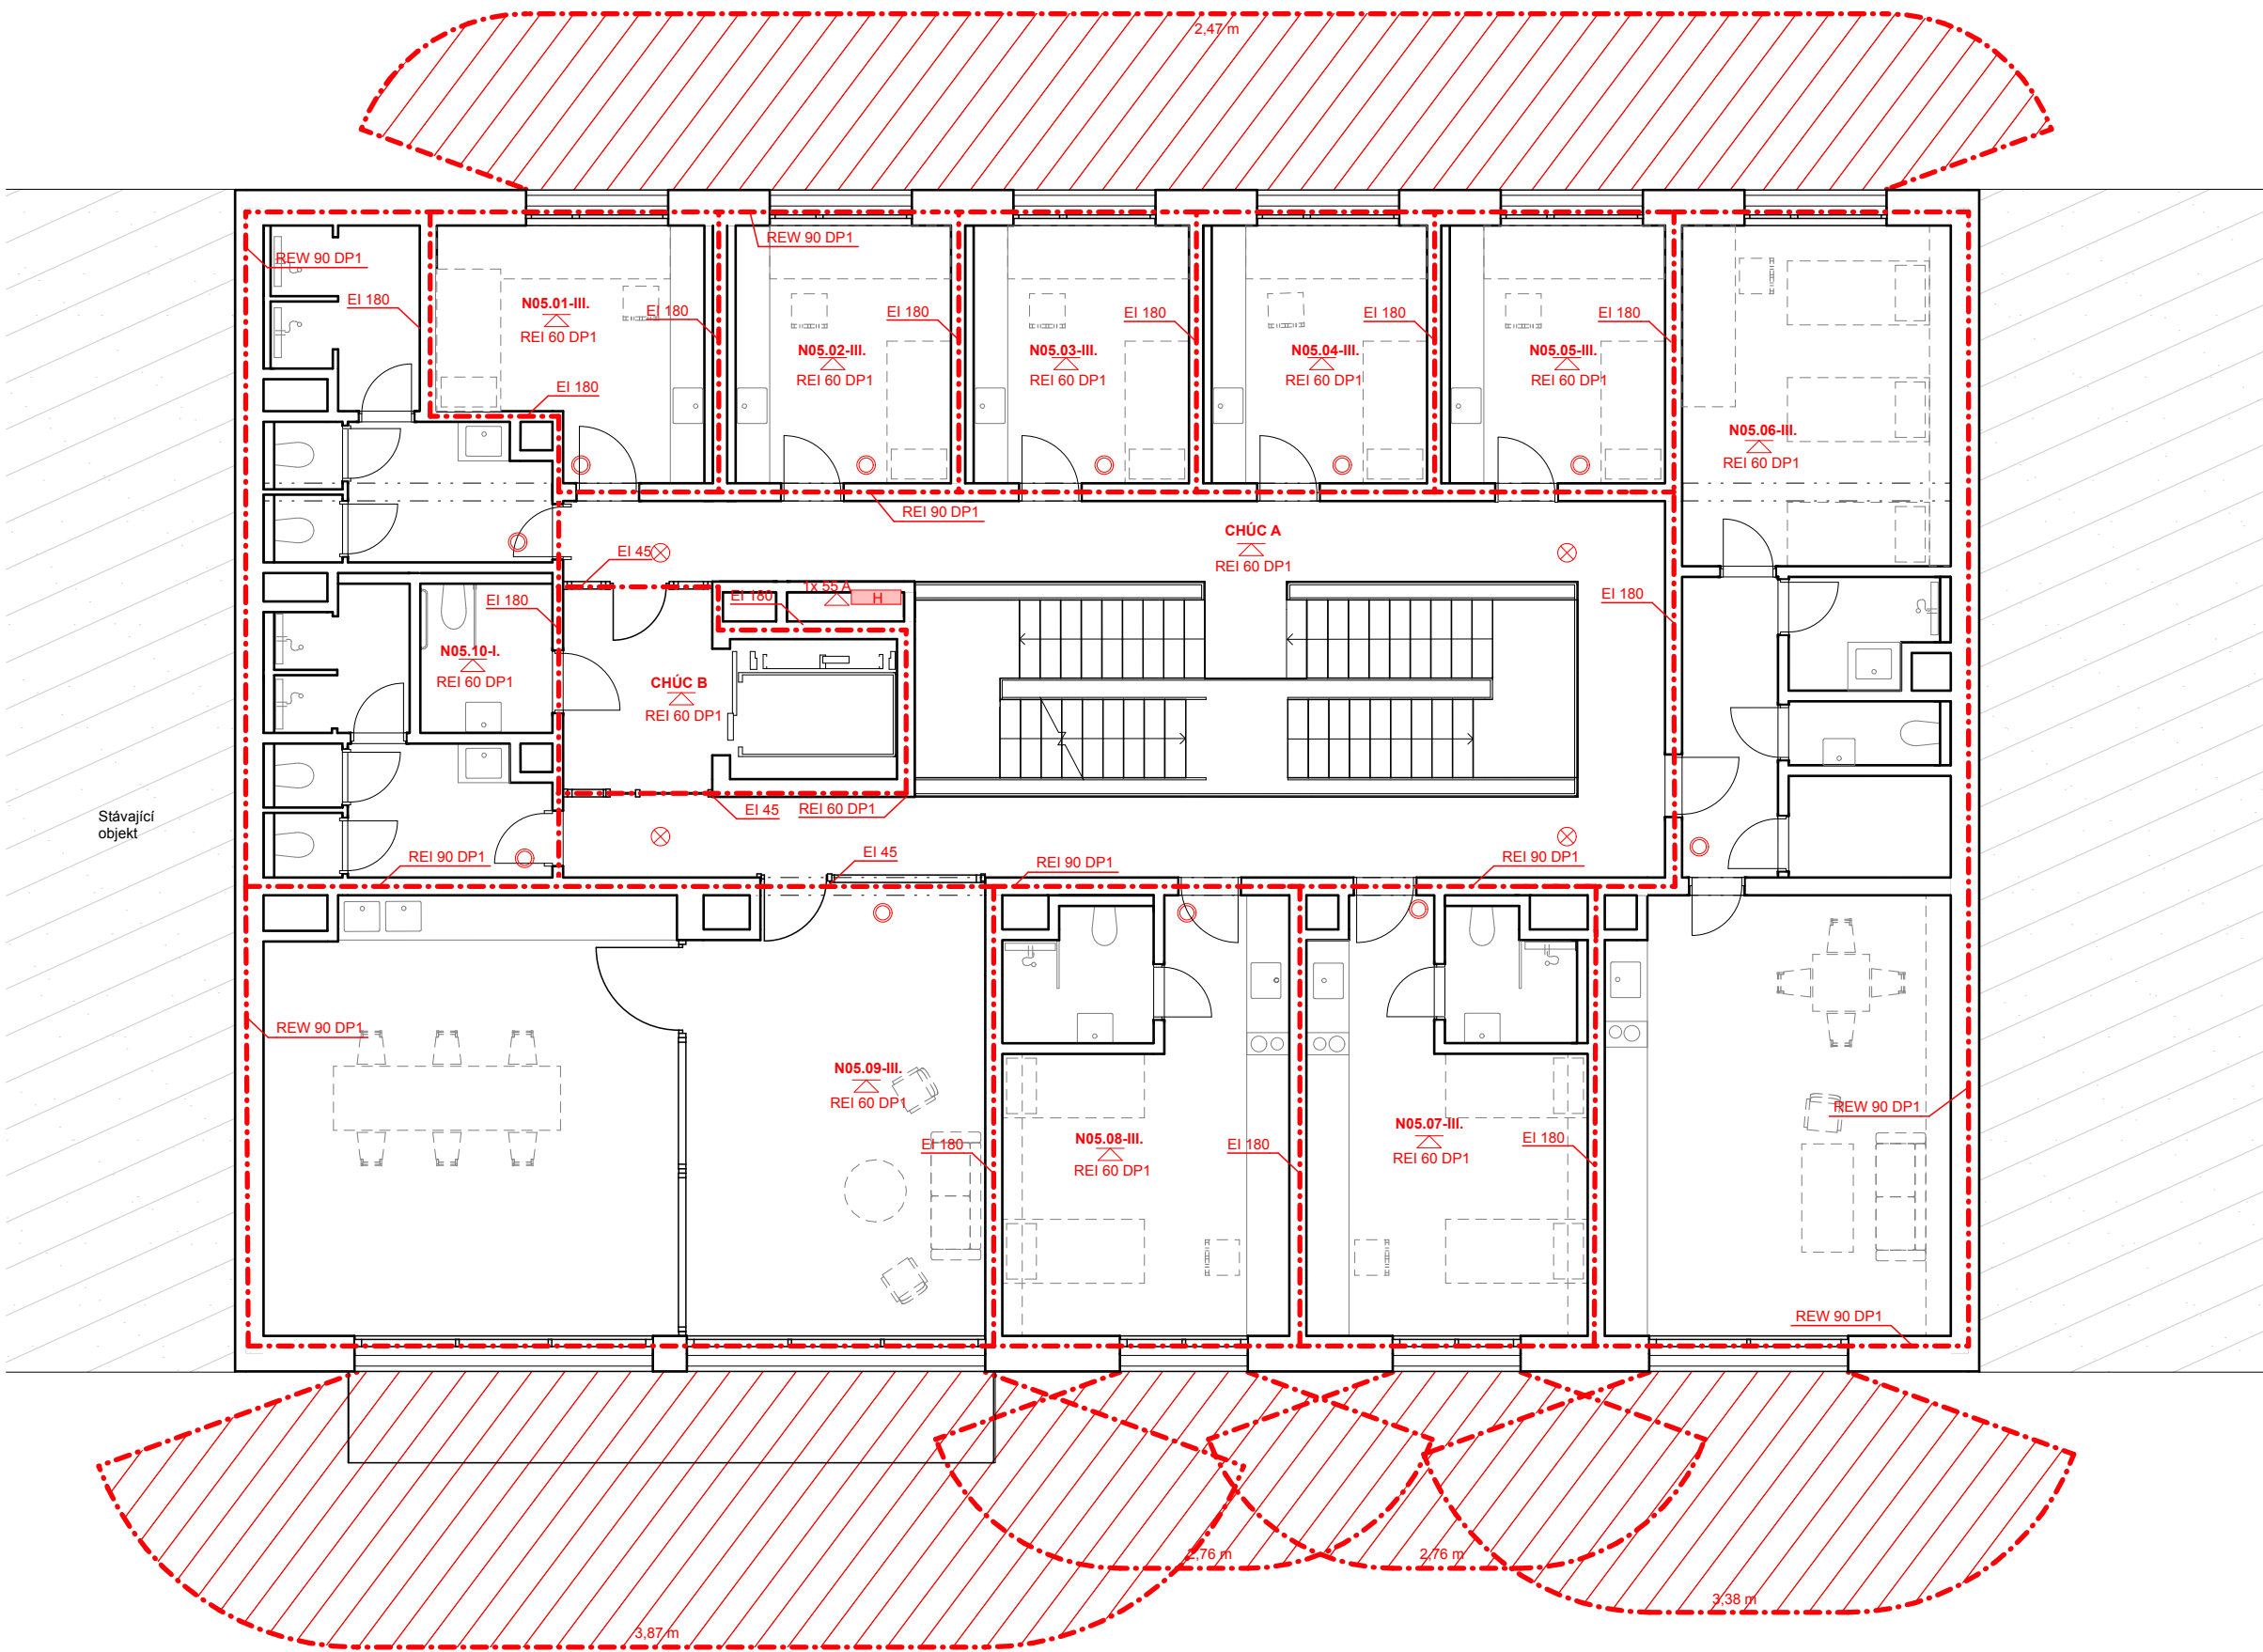 2,47 m
REW 90 DP1
REW 90 DP1
EI 180
N05.01-III.
REI 60 DP1
EI 180
EI 180
N05.02-III.
REI 60 DP1
EI 180
N05.03-III.
REI 60 DP1
EI 180
N05.04-III.
REI 60 DP1
EI 180
N05.05-III.
REI 60 DP1
EI 180
N05.06-III.
REI 60 DP1
REI 90 DP1
CHÚC A
REI 60 DP1
EI 45
1x 55 A
H
EI 180
EI 180
EI 180
N05.10-I.
REI 60 DP1
CHÚC B
REI 60 DP1
EI 45
REI 60 DP1
Stávající
objekt
REI 90 DP1
EI 45
REI 90 DP1
REI 90 DP1
REW 90 DP1
N05.09-III.
REI 60 DP1
EI 180
N05.08-III.
REI 60 DP1
EI 180
N05.07-III.
REI 60 DP1
EI 180
REW 90 DP1
REW 90 DP1
2,76 m
2,76 m
3,38 m
3,87 m